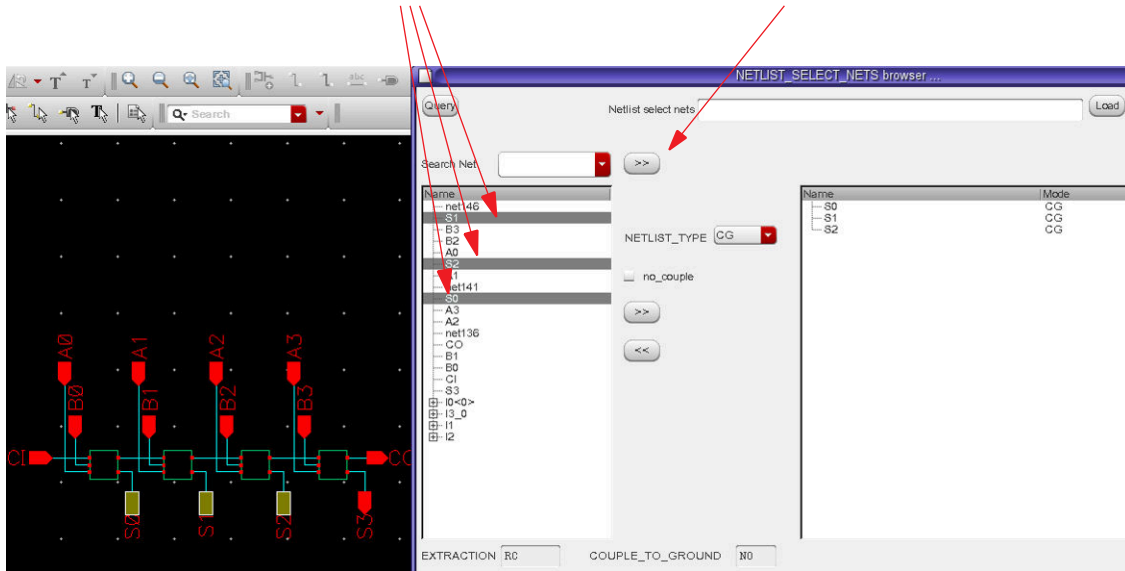 NETLIST_SELECT_NETS browser ...
T T abc
T Search
Query Netlist select nets Load
Search Net >>
Name
net146
S1
B3
B2
A0
S2
A1
net141
S0
A3
A2
net136
CO
B1
B0
CI
S3
I0<0>
I3_0
I1
I2
NETLIST_TYPE CG
no_couple
>>
<<
Name Mode
S0 CG
S1 CG
S2 CG
A0 A1 A2 A3
B0 B1 B2 B3
CI CO
S0 S1 S2 S3
EXTRACTION RC COUPLE_TO_GROUND NO